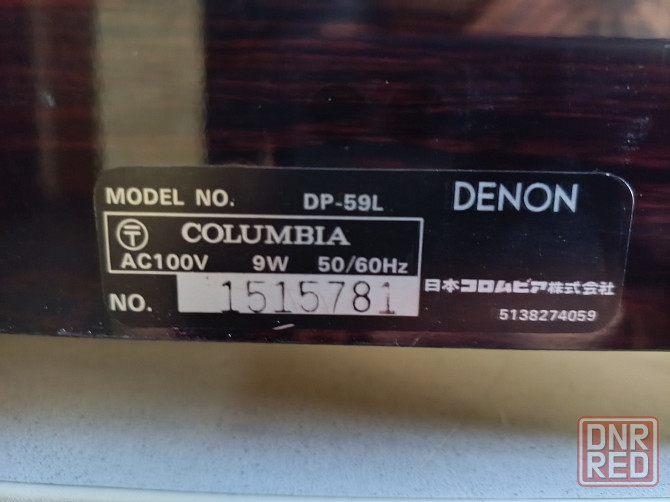 MODEL NO. DP-59L DENON
〒 COLUMBIA
AC100V 9W 50/60Hz
日本コロムビア株式会社
NO. 1515781
5138274059
DNR
RED